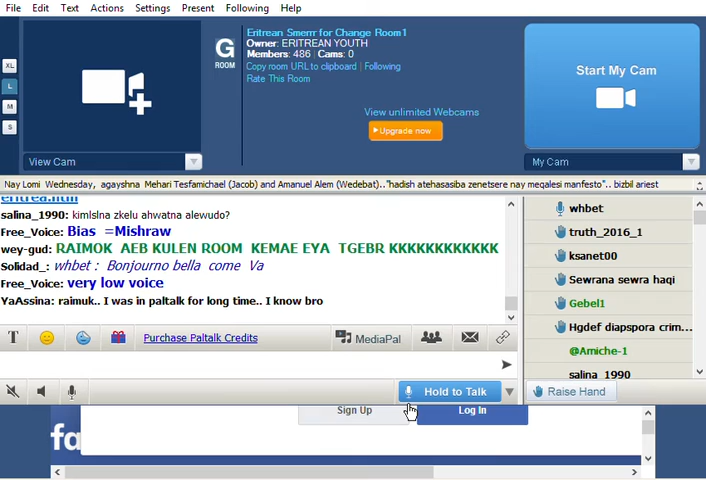 File Edit Text Actions Settings Present Following Help
XL
L
M
S
View Cam
G
ROOM
Eritrean Smerrr for Change Room1
Owner: ERITREAN YOUTH
Members: 486 | Cams: 0
Copy room URL to clipboard | Following
Rate This Room
View unlimited Webcams
Upgrade now
Start My Cam
My Cam
Nay Lomi Wednesday, agayshna Mehari Tesfamichael (Jacob) and Amanuel Alem (Wedebat).."hadish atehasasiba zenetsere nay meqalesi manfesto".. bizbil ariest
eritrea.htm
salina_1990: kimlslna zkelu ahwatna alewudo?
Free_Voice: Bias =Mishraw
wey-gud: RAIMOK AEB KULEN ROOM KEMAE EYA TGEBR KKKKKKKKKKKK
Solidad_: whbet : Bonjourno bella come Va
Free_Voice: very low voice
YaAssina: raimuk.. I was in paltalk for long time.. I know bro
whbet
truth_2016_1
ksanet00
Sewrana sewra haqi
Gebel1
Hgdef diapspora crim...
@Amiche-1
salina_1990
T
Purchase Paltalk Credits
MediaPal
Hold to Talk
Raise Hand
Sign Up
Log In
fa